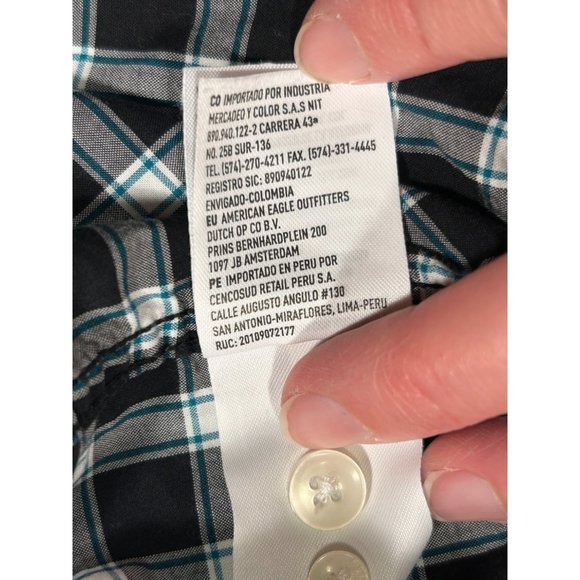 CO IMPORTADO POR INDUSTRIA
MERCADEO Y COLOR S.A.S NIT
890.940.122-2 CARRERA 43ª
NO. 25B SUR-136
TEL. (574)-270-4211 FAX. (574)-331-4445
REGISTRO SIC: 890940122
ENVIGADO-COLOMBIA
EU AMERICAN EAGLE OUTFITTERS
DUTCH OP CO B.V.
PRINS BERNHARDPLEIN 200
1097 JB AMSTERDAM
PE IMPORTADO EN PERU POR
CENCOSUD RETAIL PERU S.A.
CALLE AUGUSTO ANGULO #130
SAN ANTONIO-MIRAFLORES, LIMA-PERU
RUC: 20109072177